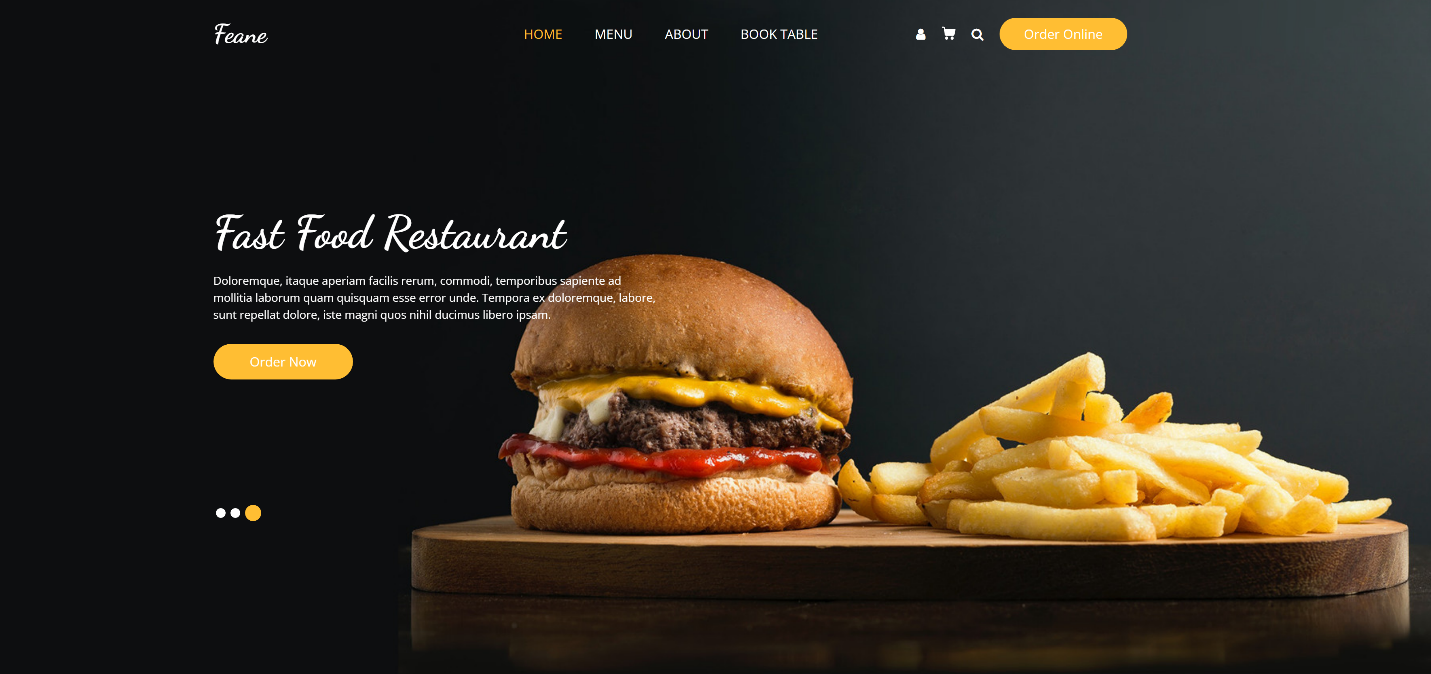 Feane
HOME MENU ABOUT BOOK TABLE
Order Online
Fast Food Restaurant
Doloremque, itaque aperiam facilis rerum, commodi, temporibus sapiente ad
mollitia laborum quam quisquam esse error unde. Tempora ex doloremque, labore,
sunt repellat dolore, iste magni quos nihil ducimus libero ipsam.
Order Now